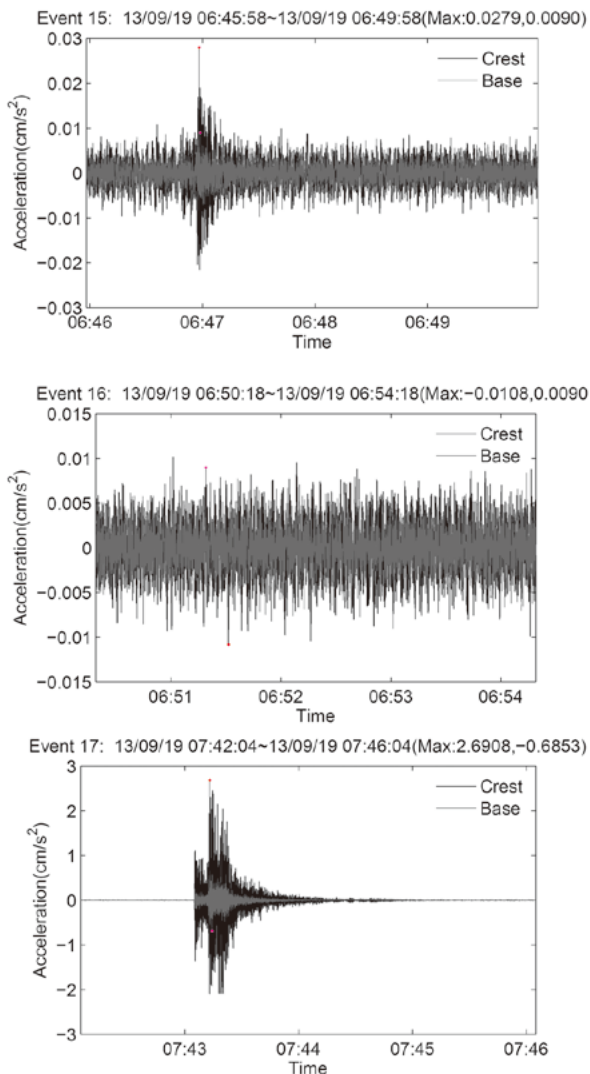 Event 15: 13/09/19 06:45:58~13/09/19 06:49:58(Max:0.0279,0.0090)
0.03
0.02
0.01
0
−0.01
−0.02
−0.03
Acceleration(cm/s²)
Crest
Base
06:46 06:47 06:48 06:49
Time
Event 16: 13/09/19 06:50:18~13/09/19 06:54:18(Max:−0.0108,0.0090
0.015
0.01
0.005
0
−0.005
−0.01
−0.015
Acceleration(cm/s²)
Crest
Base
06:51 06:52 06:53 06:54
Time
Event 17: 13/09/19 07:42:04~13/09/19 07:46:04(Max:2.6908,−0.6853)
3
2
1
0
−1
−2
−3
Acceleration(cm/s²)
Crest
Base
07:43 07:44 07:45 07:46
Time